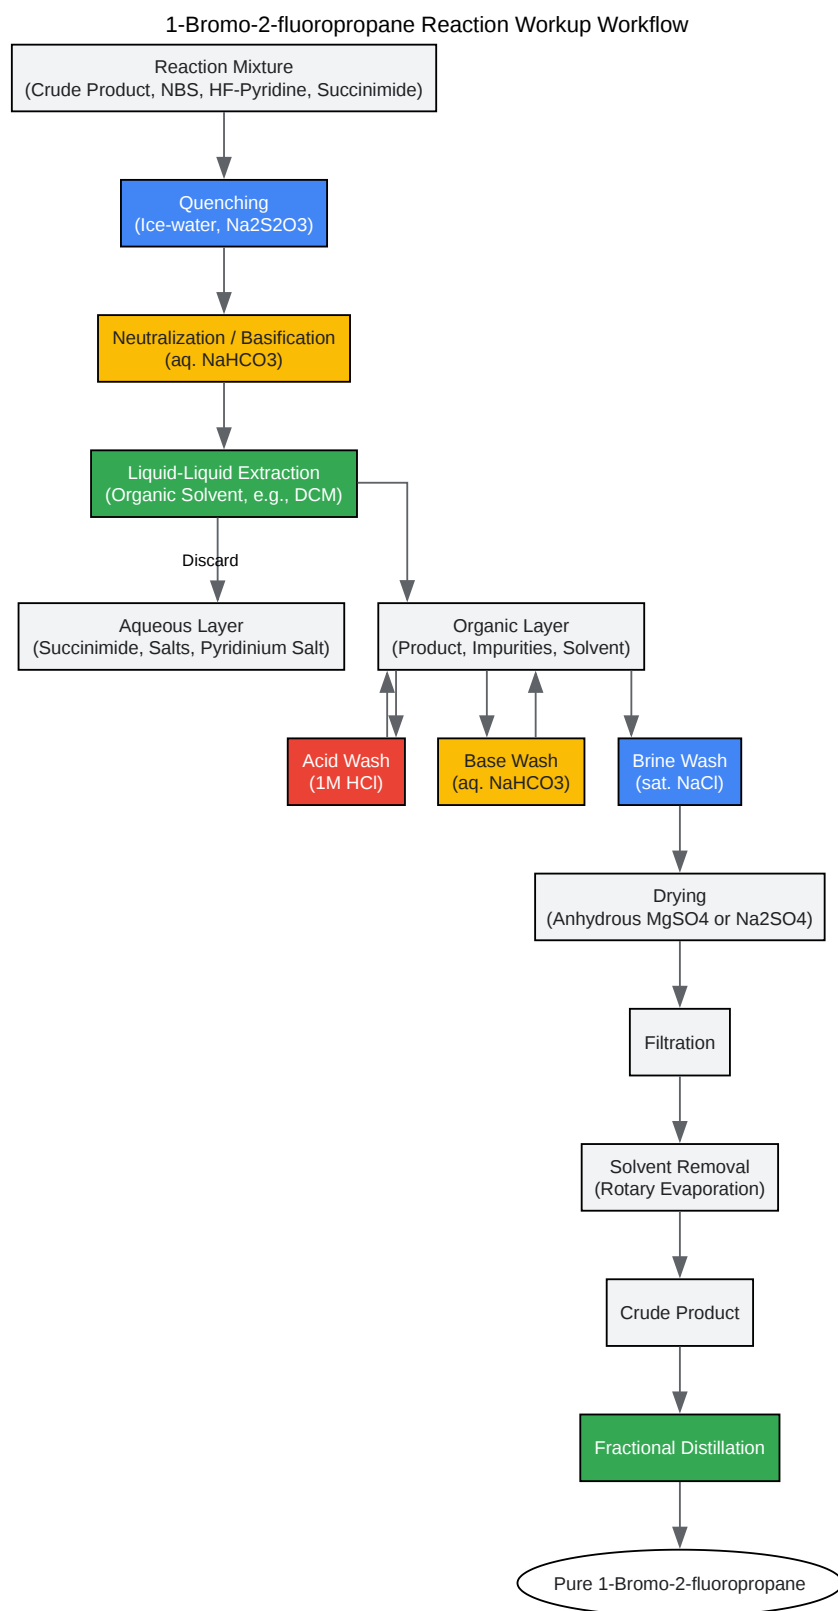 1-Bromo-2-fluoropropane Reaction Workup Workflow
Reaction Mixture
(Crude Product, NBS, HF-Pyridine, Succinimide)
Quenching
(Ice-water, Na2S2O3)
Neutralization / Basification
(aq. NaHCO3)
Liquid-Liquid Extraction
(Organic Solvent, e.g., DCM)
Discard
Aqueous Layer
(Succinimide, Salts, Pyridinium Salt)
Organic Layer
(Product, Impurities, Solvent)
Acid Wash
(1M HCl)
Base Wash
(aq. NaHCO3)
Brine Wash
(sat. NaCl)
Drying
(Anhydrous MgSO4 or Na2SO4)
Filtration
Solvent Removal
(Rotary Evaporation)
Crude Product
Fractional Distillation
Pure 1-Bromo-2-fluoropropane